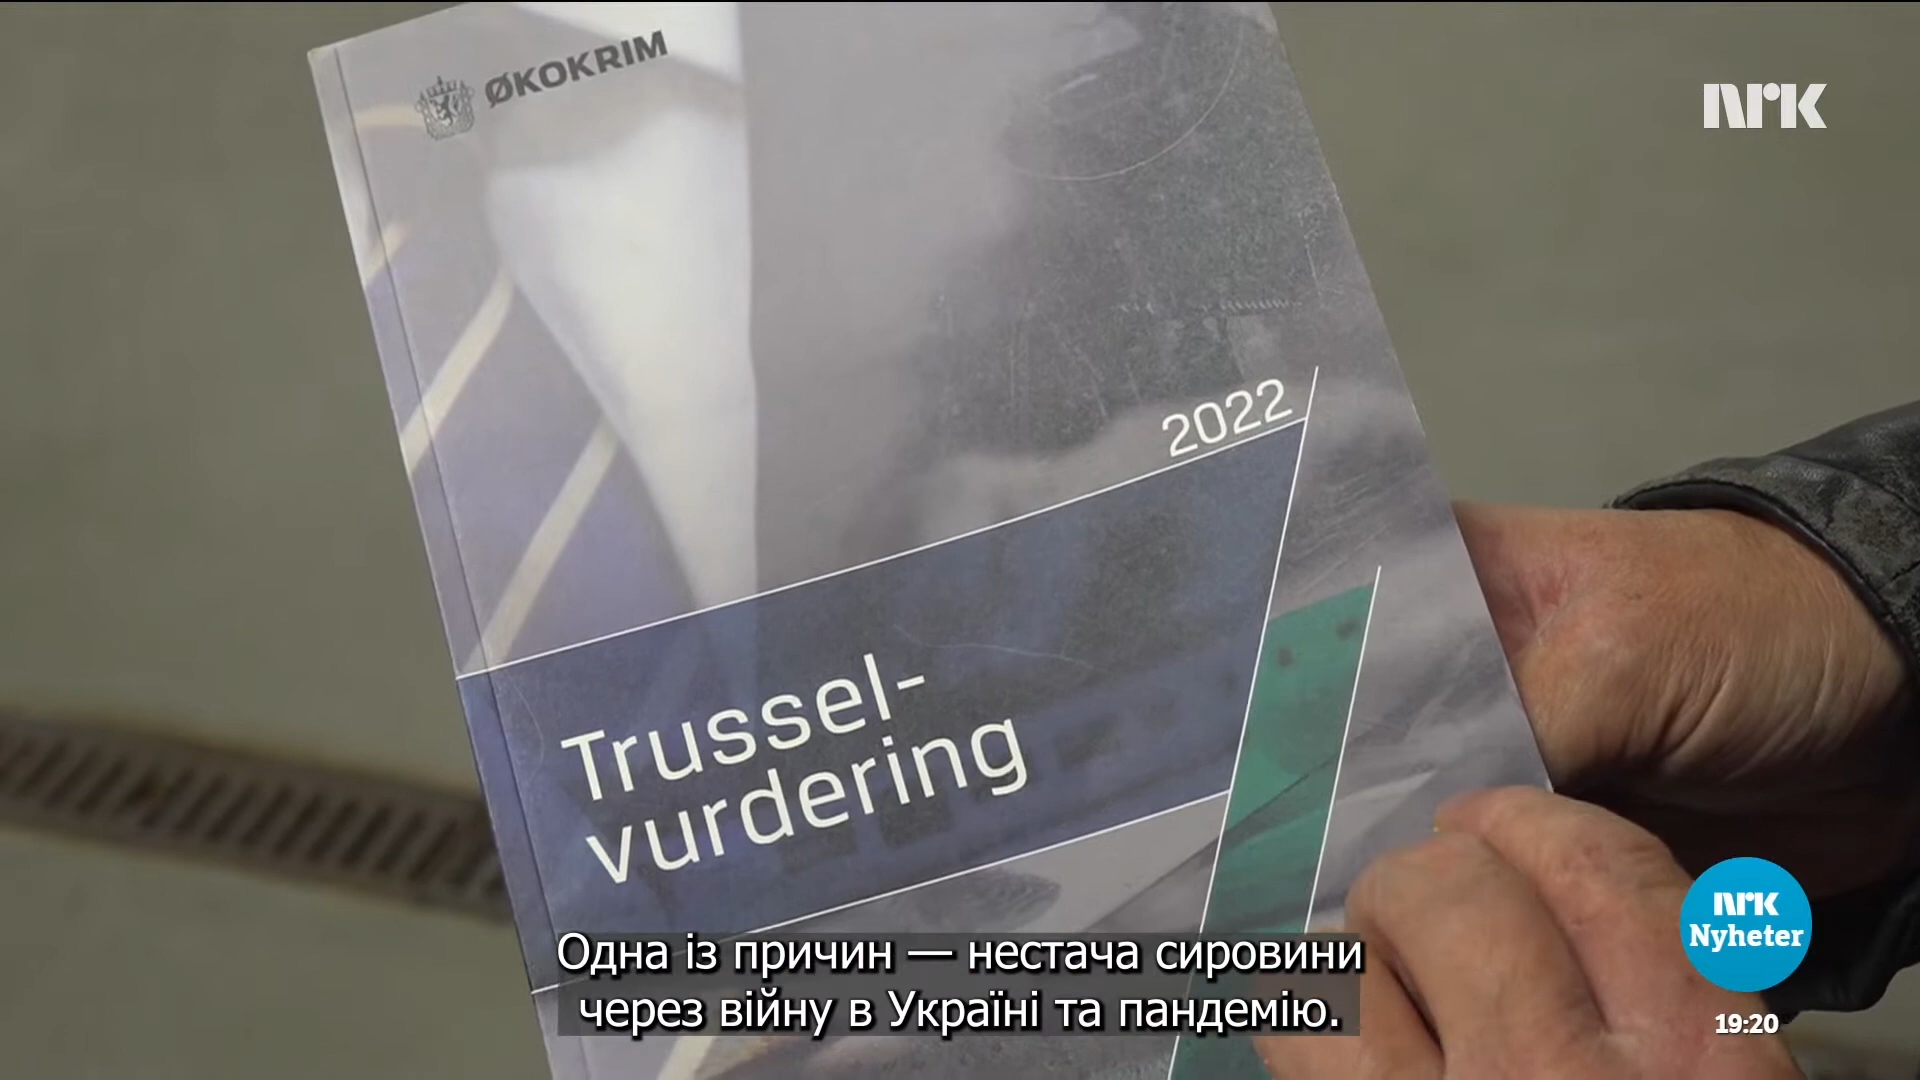 ØKOKRIM
nrk
2022
Trussel-
vurdering
nrk
Nyheter
Одна із причин — нестача сировини
через війну в Україні та пандемію.
19:20